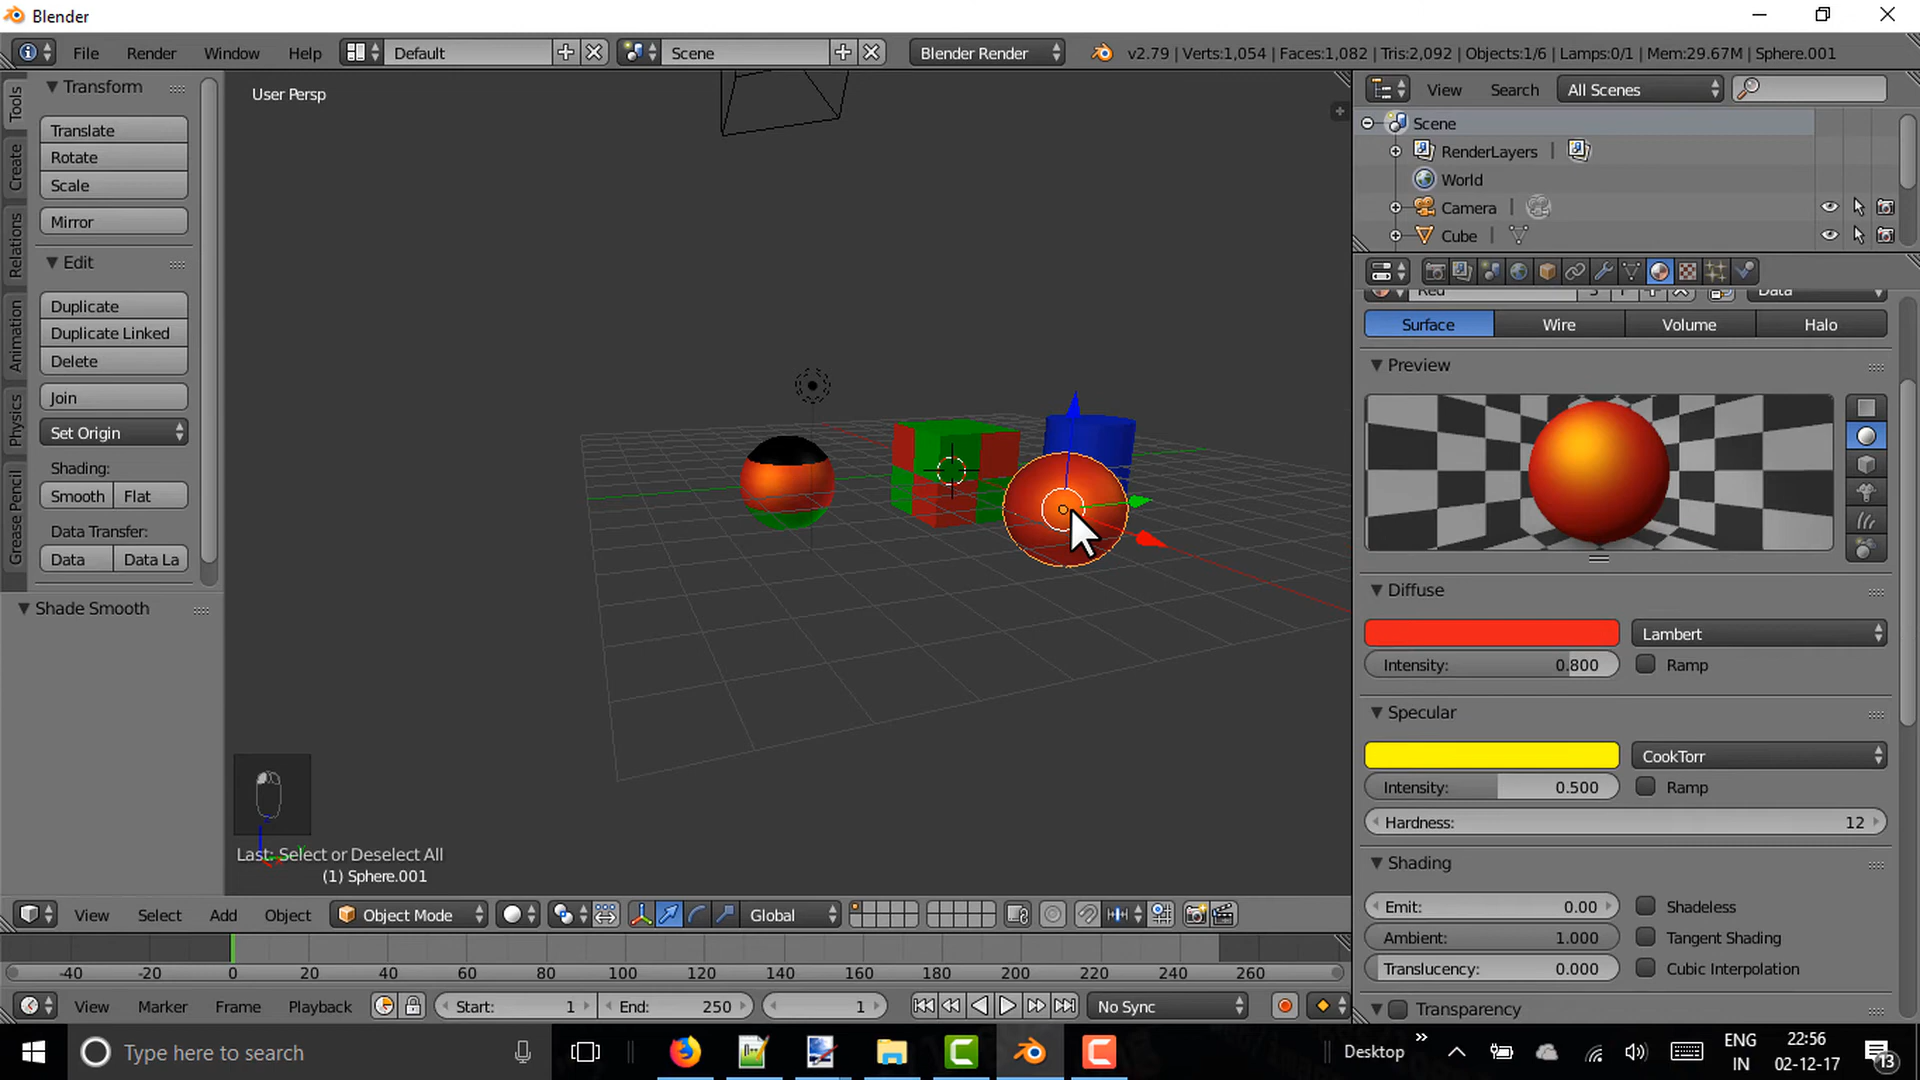 Blender
File Render Window Help Default Scene Blender Render v2.79 | Verts:1,054 | Faces:1,082 | Tris:2,092 | Objects:1/6 | Lamps:0/1 | Mem:29.67M | Sphere.001
Tools
Create
Relations
Animation
Physics
Grease Pencil
Transform
Translate
Rotate
Scale
Mirror
Edit
Duplicate
Duplicate Linked
Delete
Join
Set Origin
Shading:
Smooth Flat
Data Transfer:
Data Data La
Shade Smooth
User Persp
Last: Select or Deselect All
(1) Sphere.001
View Search All Scenes
Scene
RenderLayers |
World
Camera |
Cube |
Red 3 F Data
Surface Wire Volume Halo
Preview
Diffuse
Lambert
Intensity: 0.800 Ramp
Specular
CookTorr
Intensity: 0.500 Ramp
Hardness: 12
Shading
Emit: 0.00 Shadeless
Ambient: 1.000 Tangent Shading
Translucency: 0.000 Cubic Interpolation
Transparency
View Select Add Object Object Mode Global
-40 -20 0 20 40 60 80 100 120 140 160 180 200 220 240 260
View Marker Frame Playback Start: 1 End: 250 1 No Sync
Type here to search Desktop » ENG 22:56
IN 02-12-17 13